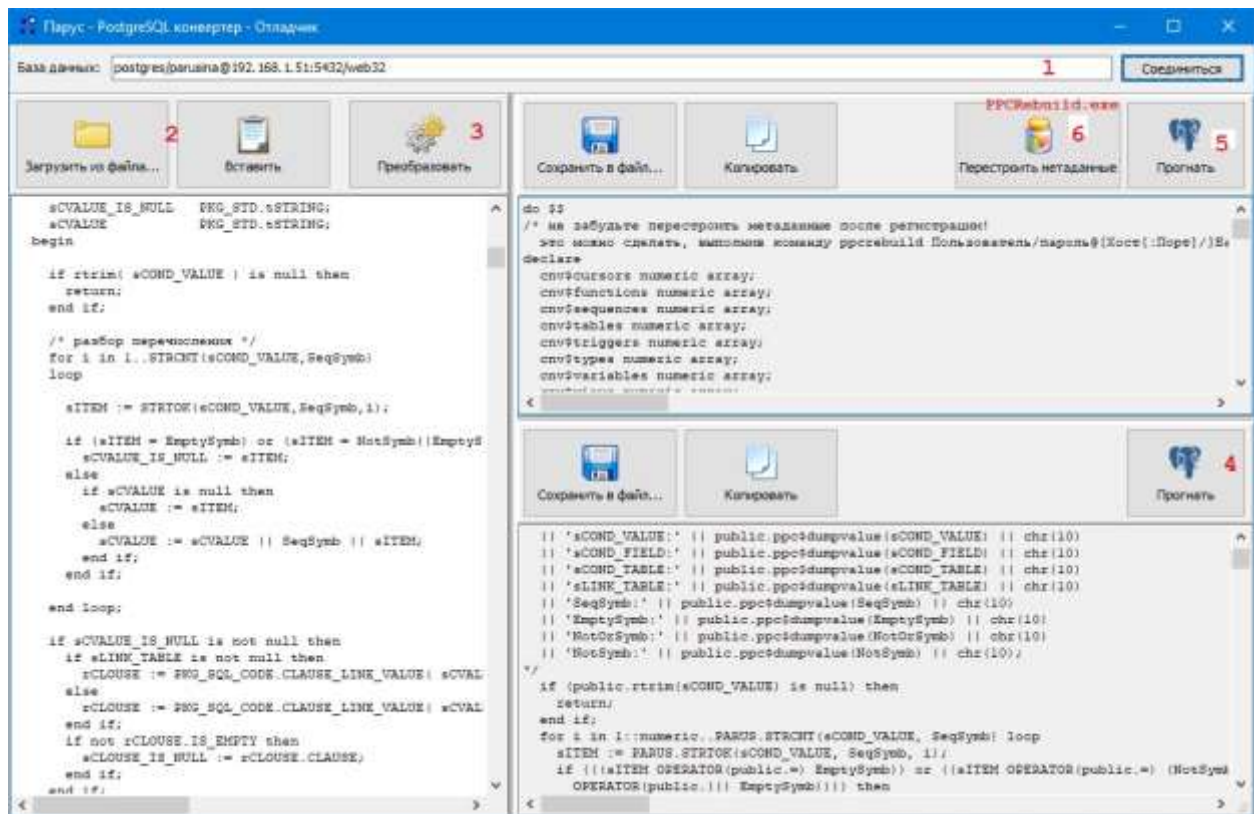 Парус - PostgreSQL конвертер - Отладчик
База данных: postgres/parusina@192.168.1.51:5432/web32
1
Соединиться
Загрузить из файла...
2
Вставить
Преобразовать
3
Сохранить в файл...
Копировать
PPCRebuild.exe
6
Перестроить метаданные
5
Прогнать
sCVALUE_IS_NULL PKG_STD.tSTRING;
sCVALUE PKG_STD.tSTRING;
begin
if rtrim( sCOND_VALUE ) is null then
return;
end if;
/* разбор перечисления */
for i in 1..STRCNT(sCOND_VALUE,SeqSymb)
loop
sITEM := STRTOK(sCOND_VALUE,SeqSymb,i);
if (sITEM = EmptySymb) or (sITEM = NotSymb||EmptyS
sCVALUE_IS_NULL := sITEM;
else
if sCVALUE is null then
sCVALUE := sITEM;
else
sCVALUE := sCVALUE || SeqSymb || sITEM;
end if;
end if;
end loop;
if sCVALUE_IS_NULL is not null then
if sLINK_TABLE is not null then
rCLOUSE := PKG_SQL_CODE.CLAUSE_LINK_VALUE( sCVAL
else
rCLOUSE := PKG_SQL_CODE.CLAUSE_LINK_VALUE( sCVAL
end if;
if not rCLOUSE.IS_EMPTY then
sCLOUSE_IS_NULL := rCLOUSE.CLAUSE;
end if;
end if;
do $$
/* не забудьте перестроить метаданные после регистрации!
это можно сделать, выполнив команду ppcrebuild Пользователь/пароль@[Хост[:Порт]/]Ба
declare
cnv$cursors numeric array;
cnv$functions numeric array;
cnv$sequences numeric array;
cnv$tables numeric array;
cnv$triggers numeric array;
cnv$types numeric array;
cnv$variables numeric array;
Сохранить в файл...
Копировать
4
Прогнать
|| 'sCOND_VALUE:' || public.ppc$dumpvalue(sCOND_VALUE) || chr(10)
|| 'sCOND_FIELD:' || public.ppc$dumpvalue(sCOND_FIELD) || chr(10)
|| 'sCOND_TABLE:' || public.ppc$dumpvalue(sCOND_TABLE) || chr(10)
|| 'sLINK_TABLE:' || public.ppc$dumpvalue(sLINK_TABLE) || chr(10)
|| 'SeqSymb:' || public.ppc$dumpvalue(SeqSymb) || chr(10)
|| 'EmptySymb:' || public.ppc$dumpvalue(EmptySymb) || chr(10)
|| 'NotOrSymb:' || public.ppc$dumpvalue(NotOrSymb) || chr(10)
|| 'NotSymb:' || public.ppc$dumpvalue(NotSymb) || chr(10);
*/
if (public.rtrim(sCOND_VALUE) is null) then
return;
end if;
for i in 1::numeric..PARUS.STRCNT(sCOND_VALUE, SeqSymb) loop
sITEM := PARUS.STRTOK(sCOND_VALUE, SeqSymb, i);
if (((sITEM OPERATOR(public.=) EmptySymb)) or ((sITEM OPERATOR(public.=) (NotSymb
OPERATOR(public.||) EmptySymb)))) then